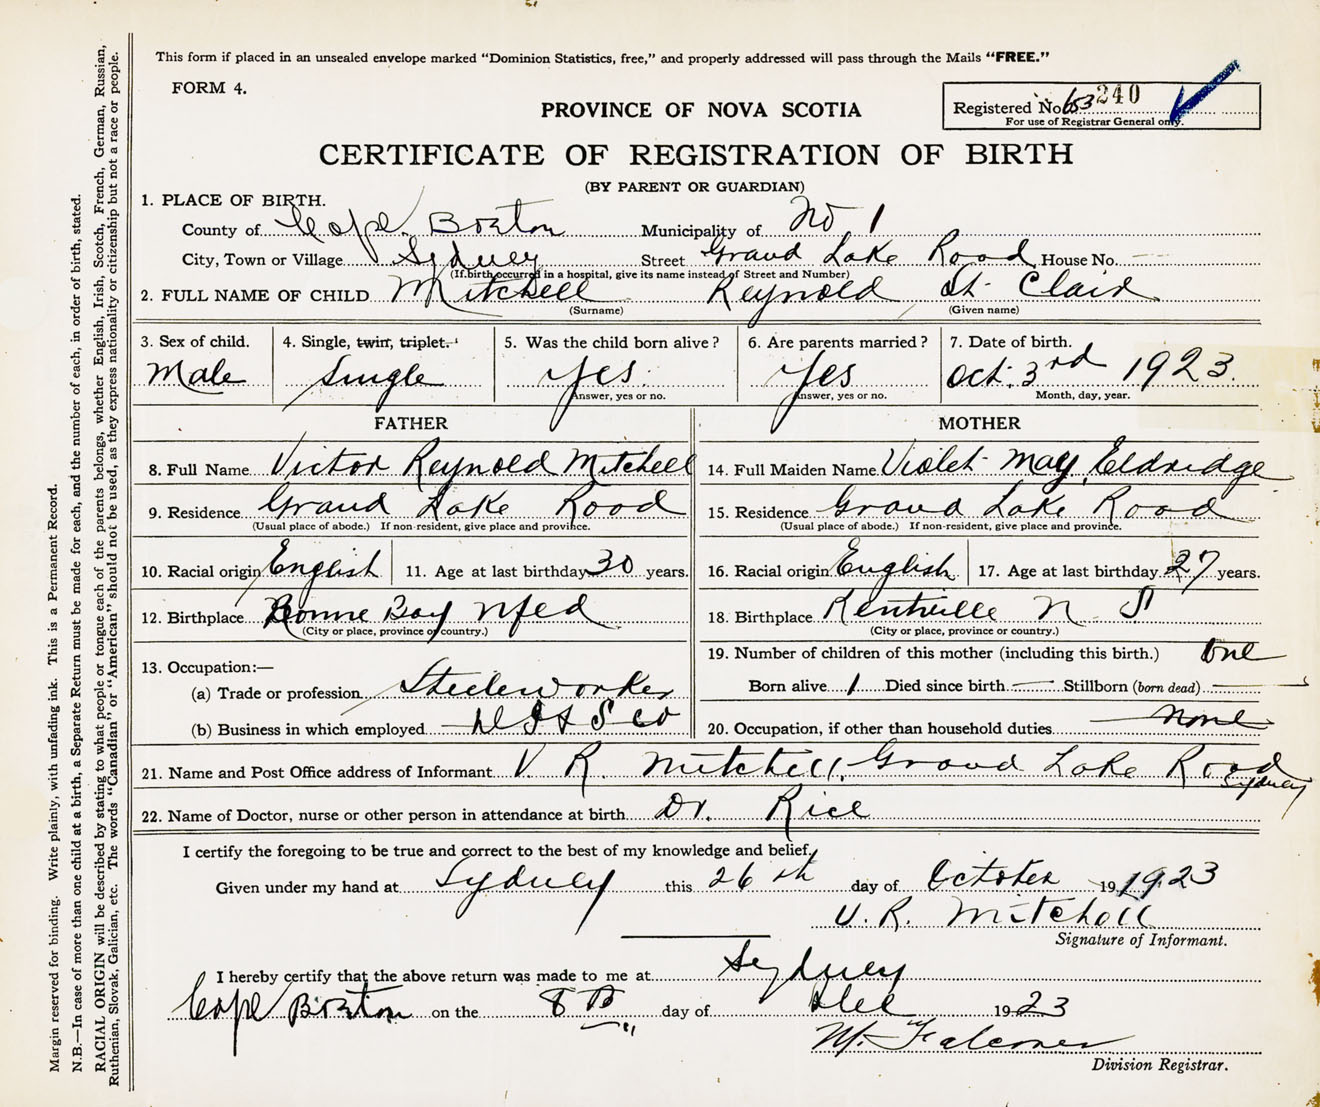 This form if placed in an unsealed envelope marked "Dominion Statistics, free," and properly addressed will pass through the Mails "FREE."
FORM 4.
Registered No. 653 240
For use of Registrar General only.
PROVINCE OF NOVA SCOTIA
CERTIFICATE OF REGISTRATION OF BIRTH
(BY PARENT OR GUARDIAN)
1. PLACE OF BIRTH.
County of Cape Breton Municipality of No 1
City, Town or Village Sydney Street Grand Lake Road House No.
(If birth occurred in a hospital, give its name instead of Street and Number)
2. FULL NAME OF CHILD Mitchell Reynold St. Clair
(Surname) (Given name)
3. Sex of child. 4. Single, twin, triplet. 5. Was the child born alive? 6. Are parents married? 7. Date of birth.
Male Single Yes. Yes Oct. 3rd 1923.
Answer, yes or no. Answer, yes or no. Month, day, year.
FATHER MOTHER
8. Full Name Victor Reynold Mitchell 14. Full Maiden Name Violet May Eldridge
9. Residence Grand Lake Road 15. Residence Grand Lake Road
(Usual place of abode.) If non-resident, give place and province. (Usual place of abode.) If non-resident, give place and province.
10. Racial origin English 11. Age at last birthday 30 years. 16. Racial origin English 17. Age at last birthday 27 years.
12. Birthplace Bonne Bay Nfld 18. Birthplace Kentville N S
(City or place, province or country.) (City or place, province or country.)
13. Occupation:— 19. Number of children of this mother (including this birth.) One
(a) Trade or profession Steelworker Born alive 1 Died since birth — Stillborn (born dead) —
(b) Business in which employed D I & S Co 20. Occupation, if other than household duties None
21. Name and Post Office address of Informant V R Mitchell, Grand Lake Road Sydney
22. Name of Doctor, nurse or other person in attendance at birth Dr. Rice
I certify the foregoing to be true and correct to the best of my knowledge and belief,
Given under my hand at Sydney this 26th day of October 19 1923
V. R. Mitchell
Signature of Informant.
I hereby certify that the above return was made to me at Sydney
Cape Breton on the 8th day of Dec 1923
M. Falconer
Division Registrar.
Margin reserved for binding. Write plainly, with unfading ink. This is a Permanent Record.
N.B.—In case of more than one child at a birth, a Separate Return must be made for each, and the number of each, in order of birth, stated.
RACIAL ORIGIN will be described by stating to what people or tongue each of the parents belongs, whether English, Irish, Scotch, French, German, Russian,
Ruthenian, Slovak, Galician, etc. The words "Canadian" or "American" should not be used, as they express nationality or citizenship but not a race or people.